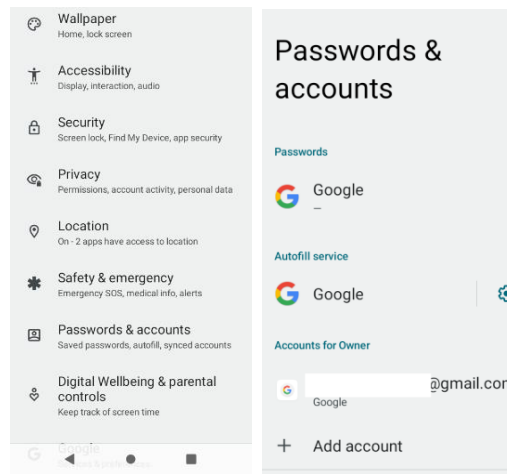 Wallpaper
Home, lock screen
Accessibility
Display, interaction, audio
Security
Screen lock, Find My Device, app security
Privacy
Permissions, account activity, personal data
Location
On - 2 apps have access to location
Safety & emergency
Emergency SOS, medical info, alerts
Passwords & accounts
Saved passwords, autofill, synced accounts
Digital Wellbeing & parental
controls
Keep track of screen time
Google
Passwords &
accounts
Passwords
Google
–
Autofill service
Google
Accounts for Owner
@gmail.com
Google
Add account